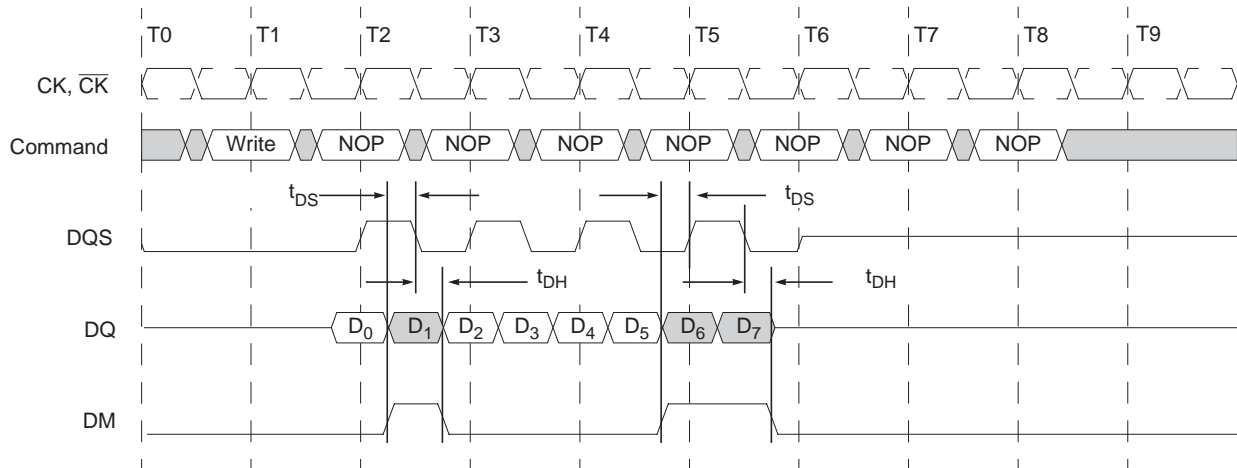 T0 T1 T2 T3 T4 T5 T6 T7 T8 T9
CK, C̅K̅
Command Write NOP NOP NOP NOP NOP NOP NOP
tDS tDS
DQS
tDH tDH
DQ D0 D1 D2 D3 D4 D5 D6 D7
DM